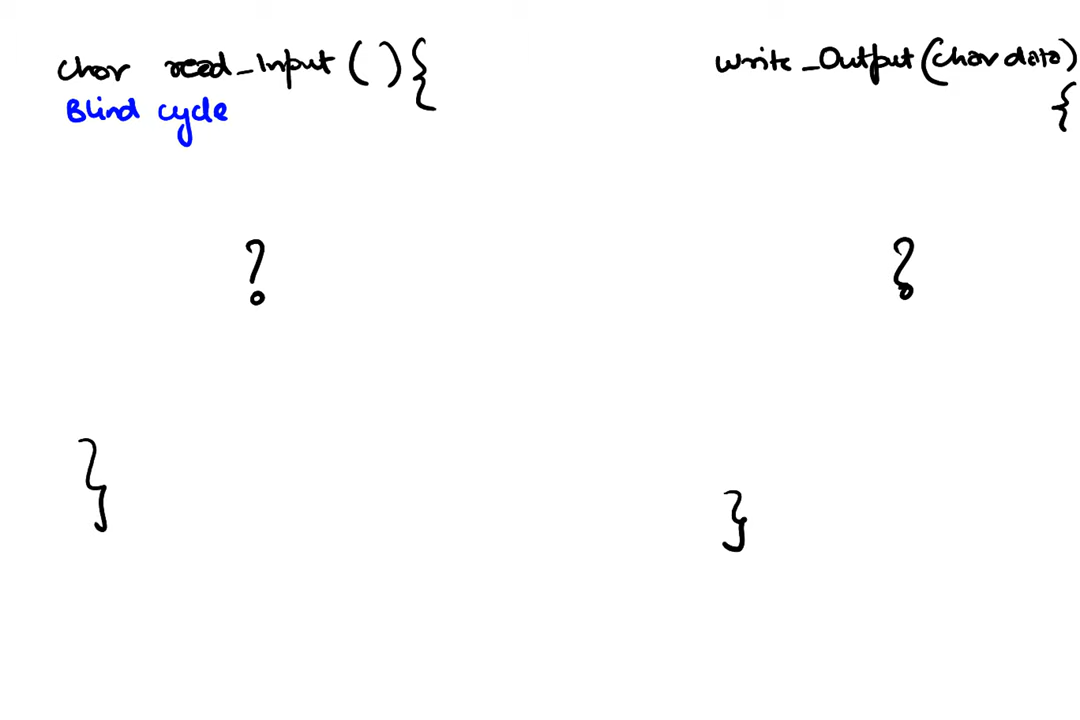 char read_Input ( ) {
Blind cycle
?
}
write_Output (char data)
{
?
}